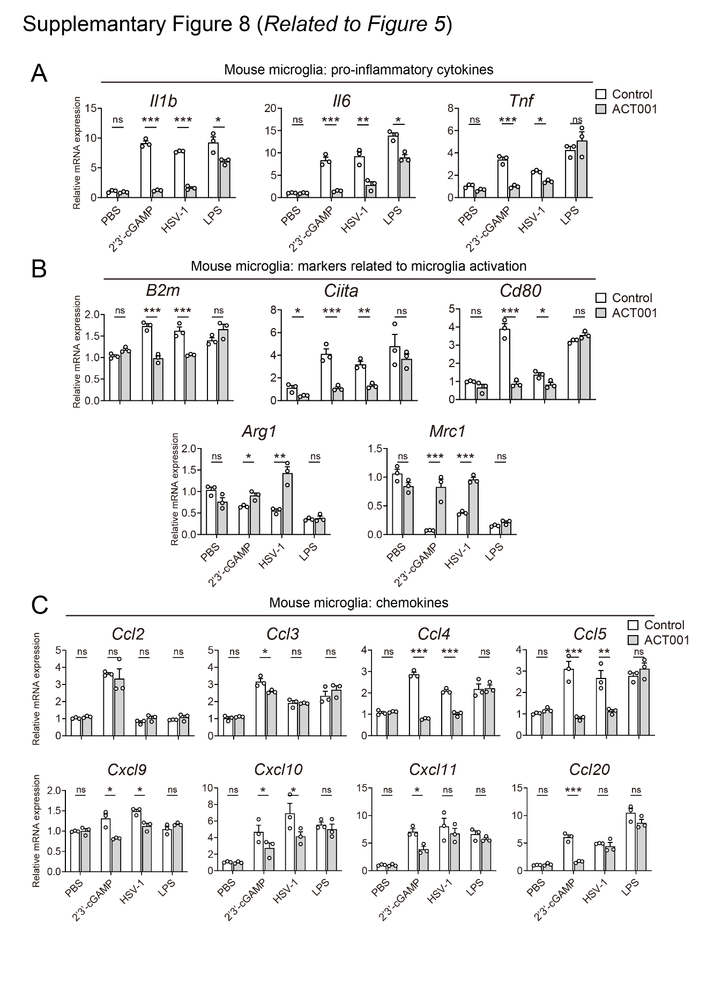 Supplemantary Figure 8 (Related to Figure 5)
A
Mouse microglia: pro-inflammatory cytokines
Control
ACT001
Il1b
Il6
Tnf
Relative mRNA expression
15
10
5
0
ns
***
***
*
20
15
10
5
0
ns
***
**
*
8
6
4
2
0
ns
***
*
ns
PBS
2'3'-cGAMP
HSV-1
LPS
PBS
2'3'-cGAMP
HSV-1
LPS
PBS
2'3'-cGAMP
HSV-1
LPS
B
Mouse microglia: markers related to microglia activation
Control
ACT001
B2m
Ciita
Cd80
Relative mRNA expression
2.0
1.5
1.0
0.5
0.0
ns
***
***
ns
8
6
4
2
0
*
***
**
ns
5
4
3
2
1
0
ns
***
*
ns
Arg1
Mrc1
Relative mRNA expression
2.0
1.5
1.0
0.5
0.0
ns
*
**
ns
1.5
1.0
0.5
0.0
ns
***
***
ns
PBS
2'3'-cGAMP
HSV-1
LPS
PBS
2'3'-cGAMP
HSV-1
LPS
C
Mouse microglia: chemokines
Control
ACT001
Ccl2
Ccl3
Ccl4
Ccl5
Relative mRNA expression
5
4
3
2
1
0
ns
ns
ns
ns
5
4
3
2
1
0
ns
*
ns
ns
4
3
2
1
0
ns
***
***
ns
4
3
2
1
0
ns
***
**
ns
Cxcl9
Cxcl10
Cxcl11
Ccl20
Relative mRNA expression
2.0
1.5
1.0
0.5
0.0
ns
*
*
ns
10
8
6
4
2
0
ns
*
*
ns
15
10
5
0
ns
*
ns
ns
15
10
5
0
ns
***
ns
ns
PBS
2'3'-cGAMP
HSV-1
LPS
PBS
2'3'-cGAMP
HSV-1
LPS
PBS
2'3'-cGAMP
HSV-1
LPS
PBS
2'3'-cGAMP
HSV-1
LPS